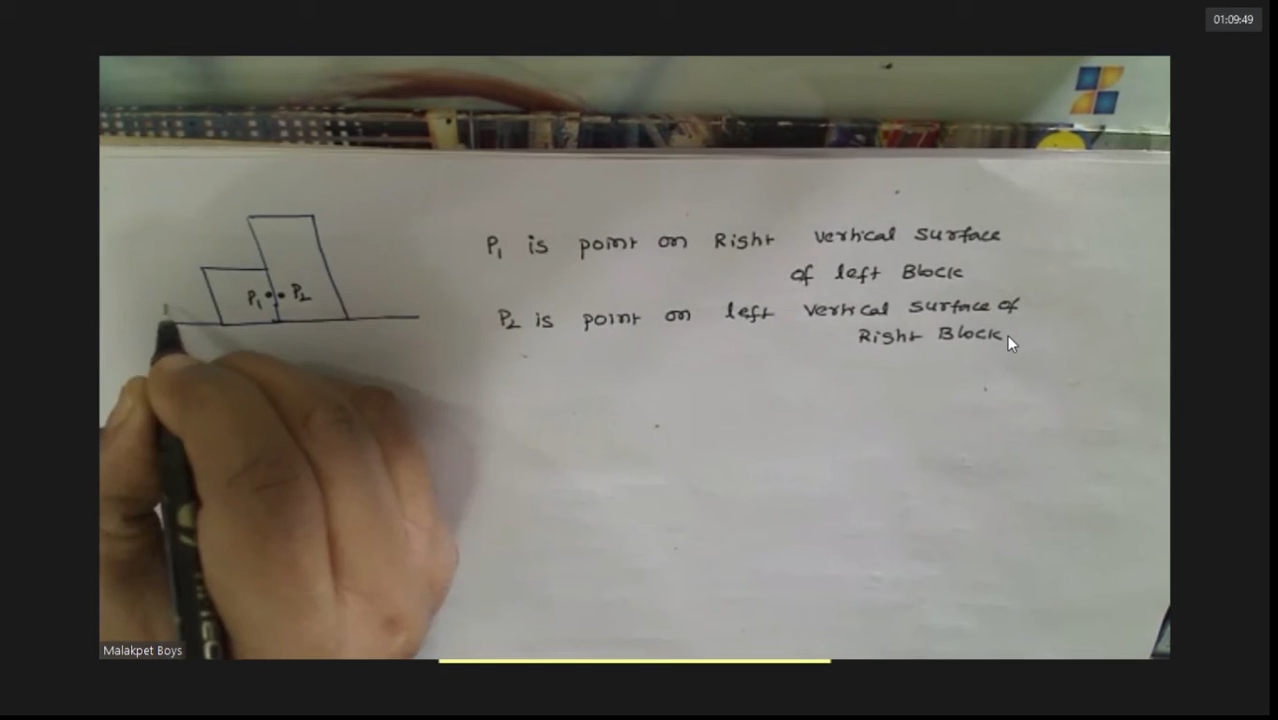 01:09:49
P₁ is point on Right vertical surface
of left Block
P₁ P₂
P₂ is point on left vertical surface of
Right Block
Malakpet Boys